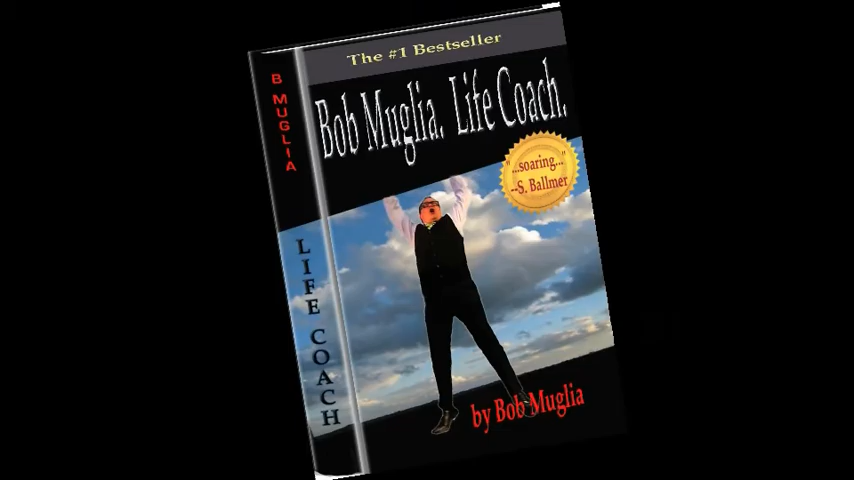 The #1 Bestseller
Bob Muglia. Life Coach.
"...soaring..."
--S. Ballmer
by Bob Muglia
B MUGLIA
LIFE COACH